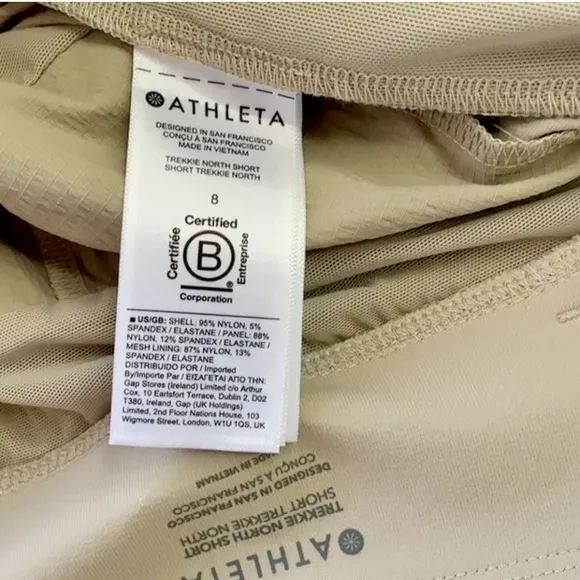 ATHLETA
DESIGNED IN SAN FRANCISCO
CONÇU À SAN FRANCISCO
MADE IN VIETNAM
TREKKIE NORTH SHORT
SHORT TREKKIE NORTH
8
Certified
Certifiée
B
Entreprise
®
Corporation
■ US/GB: SHELL: 95% NYLON, 5%
SPANDEX / ELASTANE / PANEL: 88%
NYLON, 12% SPANDEX / ELASTANE /
MESH LINING: 87% NYLON, 13%
SPANDEX / ELASTANE
DISTRIBUIDO POR / Imported
By/Importe Par / ΕΙΣΑΓΕΤΑΙ ΑΠΟ ΤΗΝ:
Gap Stores (Ireland) Limited c/o Arthur
Cox, 10 Earlsfort Terrace, Dublin 2, D02
T380, Ireland, Gap (UK Holdings)
Limited, 2nd Floor Nations House, 103
Wigmore Street, London, W1U 1QS, UK
ATHLETA
TREKKIE NORTH SHORT
SHORT TREKKIE NORTH
DESIGNED IN SAN FRANCISCO
CONÇU À SAN FRANCISCO
MADE IN VIETNAM